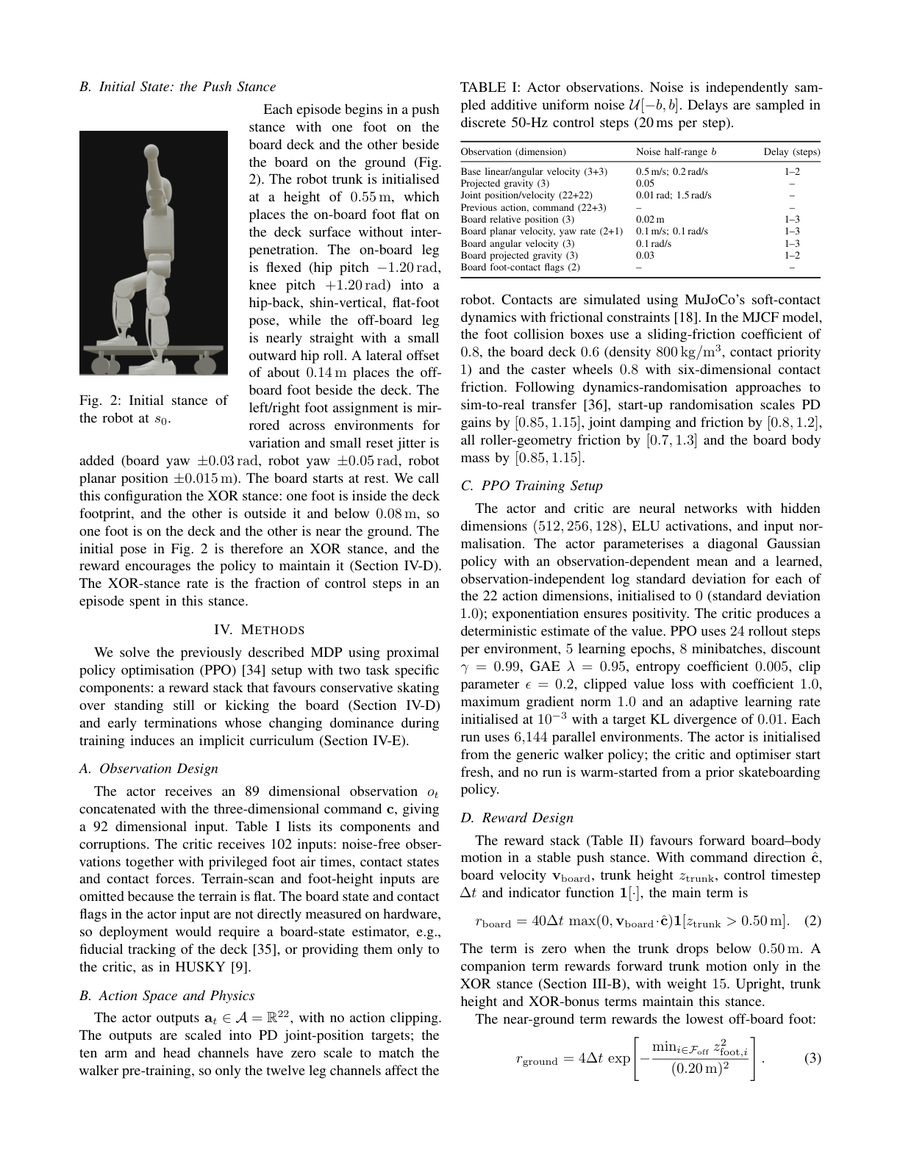 B. Initial State: the Push Stance
Each episode begins in a push
stance with one foot on the
board deck and the other beside
the board on the ground (Fig.
2). The robot trunk is initialised
at a height of 0.55 m, which
places the on-board foot flat on
the deck surface without inter-
penetration. The on-board leg
is flexed (hip pitch −1.20 rad,
knee pitch +1.20 rad) into a
hip-back, shin-vertical, flat-foot
pose, while the off-board leg
is nearly straight with a small
outward hip roll. A lateral offset
of about 0.14 m places the off-
board foot beside the deck. The
left/right foot assignment is mir-
rored across environments for
variation and small reset jitter is
Fig. 2: Initial stance of
the robot at s₀.
added (board yaw ±0.03 rad, robot yaw ±0.05 rad, robot
planar position ±0.015 m). The board starts at rest. We call
this configuration the XOR stance: one foot is inside the deck
footprint, and the other is outside it and below 0.08 m, so
one foot is on the deck and the other is near the ground. The
initial pose in Fig. 2 is therefore an XOR stance, and the
reward encourages the policy to maintain it (Section IV-D).
The XOR-stance rate is the fraction of control steps in an
episode spent in this stance.
IV. METHODS
We solve the previously described MDP using proximal
policy optimisation (PPO) [34] setup with two task specific
components: a reward stack that favours conservative skating
over standing still or kicking the board (Section IV-D)
and early terminations whose changing dominance during
training induces an implicit curriculum (Section IV-E).
A. Observation Design
The actor receives an 89 dimensional observation oₜ
concatenated with the three-dimensional command c, giving
a 92 dimensional input. Table I lists its components and
corruptions. The critic receives 102 inputs: noise-free obser-
vations together with privileged foot air times, contact states
and contact forces. Terrain-scan and foot-height inputs are
omitted because the terrain is flat. The board state and contact
flags in the actor input are not directly measured on hardware,
so deployment would require a board-state estimator, e.g.,
fiducial tracking of the deck [35], or providing them only to
the critic, as in HUSKY [9].
B. Action Space and Physics
The actor outputs aₜ ∈ 𝒜 = ℝ²², with no action clipping.
The outputs are scaled into PD joint-position targets; the
ten arm and head channels have zero scale to match the
walker pre-training, so only the twelve leg channels affect the
TABLE I: Actor observations. Noise is independently sam-
pled additive uniform noise 𝒰[−b, b]. Delays are sampled in
discrete 50-Hz control steps (20 ms per step).
Observation (dimension) Noise half-range b Delay (steps)
Base linear/angular velocity (3+3) 0.5 m/s; 0.2 rad/s 1–2
Projected gravity (3) 0.05 –
Joint position/velocity (22+22) 0.01 rad; 1.5 rad/s –
Previous action, command (22+3) – –
Board relative position (3) 0.02 m 1–3
Board planar velocity, yaw rate (2+1) 0.1 m/s; 0.1 rad/s 1–3
Board angular velocity (3) 0.1 rad/s 1–3
Board projected gravity (3) 0.03 1–2
Board foot-contact flags (2) – –
robot. Contacts are simulated using MuJoCo's soft-contact
dynamics with frictional constraints [18]. In the MJCF model,
the foot collision boxes use a sliding-friction coefficient of
0.8, the board deck 0.6 (density 800 kg/m³, contact priority
1) and the caster wheels 0.8 with six-dimensional contact
friction. Following dynamics-randomisation approaches to
sim-to-real transfer [36], start-up randomisation scales PD
gains by [0.85, 1.15], joint damping and friction by [0.8, 1.2],
all roller-geometry friction by [0.7, 1.3] and the board body
mass by [0.85, 1.15].
C. PPO Training Setup
The actor and critic are neural networks with hidden
dimensions (512, 256, 128), ELU activations, and input nor-
malisation. The actor parameterises a diagonal Gaussian
policy with an observation-dependent mean and a learned,
observation-independent log standard deviation for each of
the 22 action dimensions, initialised to 0 (standard deviation
1.0); exponentiation ensures positivity. The critic produces a
deterministic estimate of the value. PPO uses 24 rollout steps
per environment, 5 learning epochs, 8 minibatches, discount
γ = 0.99, GAE λ = 0.95, entropy coefficient 0.005, clip
parameter ϵ = 0.2, clipped value loss with coefficient 1.0,
maximum gradient norm 1.0 and an adaptive learning rate
initialised at 10⁻³ with a target KL divergence of 0.01. Each
run uses 6,144 parallel environments. The actor is initialised
from the generic walker policy; the critic and optimiser start
fresh, and no run is warm-started from a prior skateboarding
policy.
D. Reward Design
The reward stack (Table II) favours forward board–body
motion in a stable push stance. With command direction ĉ,
board velocity v_board, trunk height z_trunk, control timestep
Δt and indicator function 1[·], the main term is
r_board = 40Δt max(0, v_board · ĉ)1[z_trunk > 0.50 m]. (2)
The term is zero when the trunk drops below 0.50 m. A
companion term rewards forward trunk motion only in the
XOR stance (Section III-B), with weight 15. Upright, trunk
height and XOR-bonus terms maintain this stance.
The near-ground term rewards the lowest off-board foot:
r_ground = 4Δt exp[−min_{i∈ℱ_off} z²_{foot,i} / (0.20 m)²]. (3)